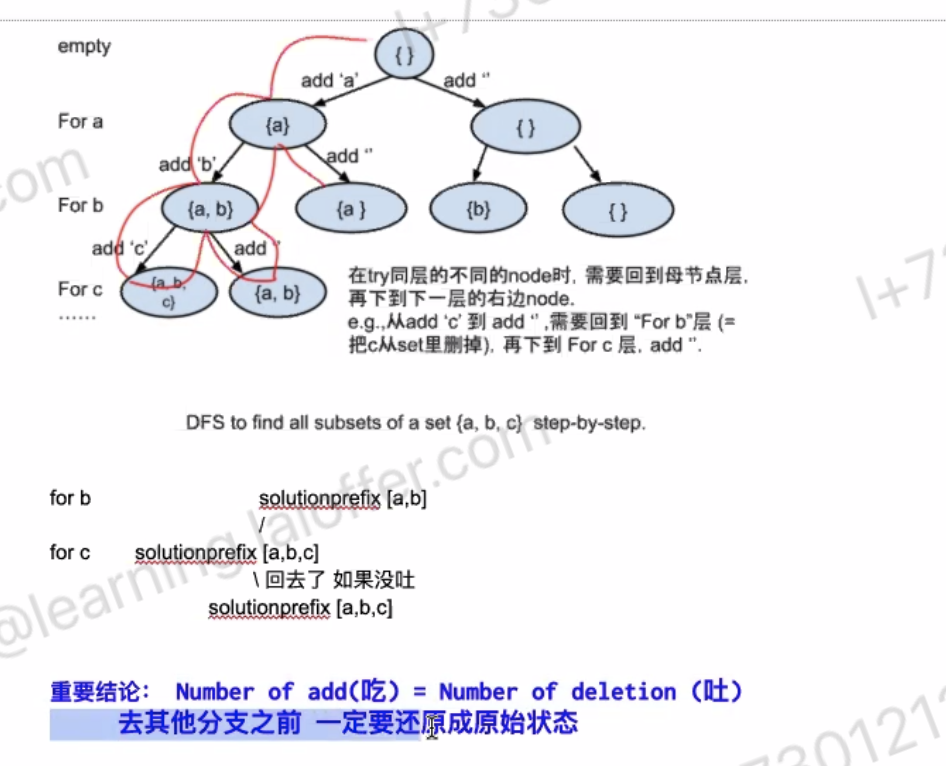 empty
{ }
add 'a'
add ''
For a
{a}
{ }
add 'b'
add ''
For b
{a, b}
{a }
{b}
{ }
add 'c'
add '
For c
{a, b,
c}
{a, b}
......
在try同层的不同的node时, 需要回到母节点层,
再下到下一层的右边node.
e.g.,从add 'c' 到 add '' ,需要回到 "For b"层 (=
把c从set里删掉), 再下到 For c 层, add ''.
DFS to find all subsets of a set {a, b, c} step-by-step.
for b solutionprefix [a,b]
/
for c solutionprefix [a,b,c]
\ 回去了 如果没吐
solutionprefix [a,b,c]
重要结论： Number of add(吃) = Number of deletion (吐)
去其他分支之前 一定要还原成原始状态
l+730
com
l+73
@learning.laioffer.com
7301213